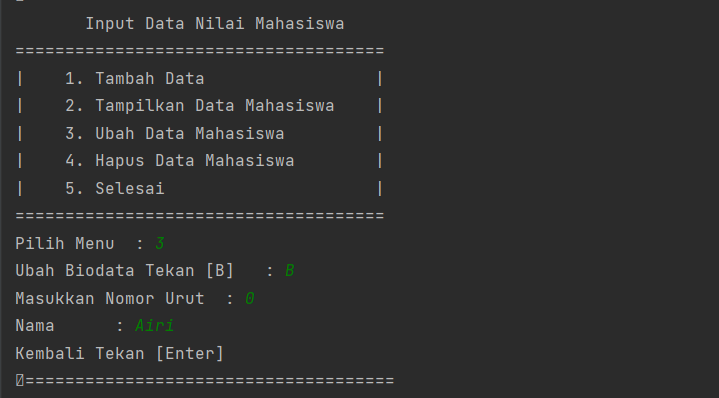 Input Data Nilai Mahasiswa
=====================================
|    1. Tambah Data                 |
|    2. Tampilkan Data Mahasiswa    |
|    3. Ubah Data Mahasiswa         |
|    4. Hapus Data Mahasiswa        |
|    5. Selesai                     |
=====================================
Pilih Menu  : 3
Ubah Biodata Tekan [B]   : B
Masukkan Nomor Urut  : 0
Nama      : Airi
Kembali Tekan [Enter]
=====================================